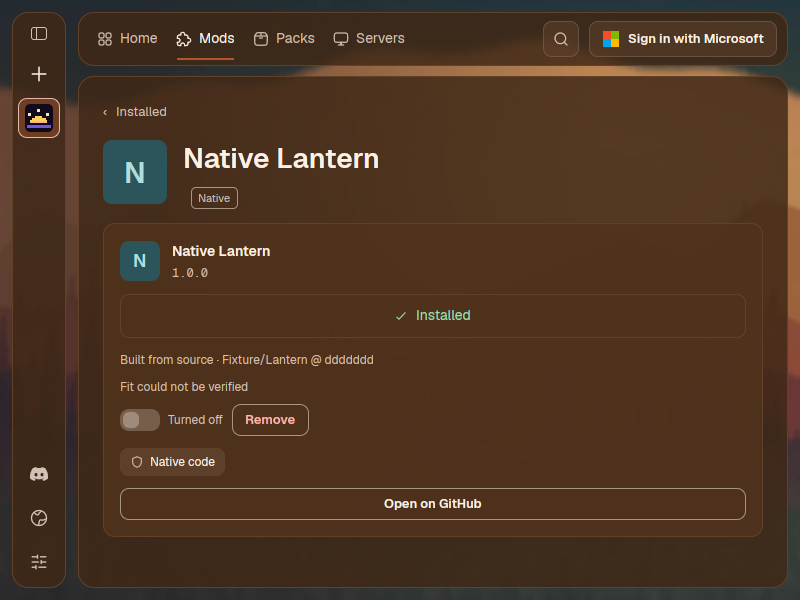 Home Mods Packs Servers Sign in with Microsoft
‹ Installed
N Native Lantern
Native
N Native Lantern
1.0.0
Installed
Built from source · Fixture/Lantern @ ddddddd
Fit could not be verified
Turned off Remove
Native code
Open on GitHub